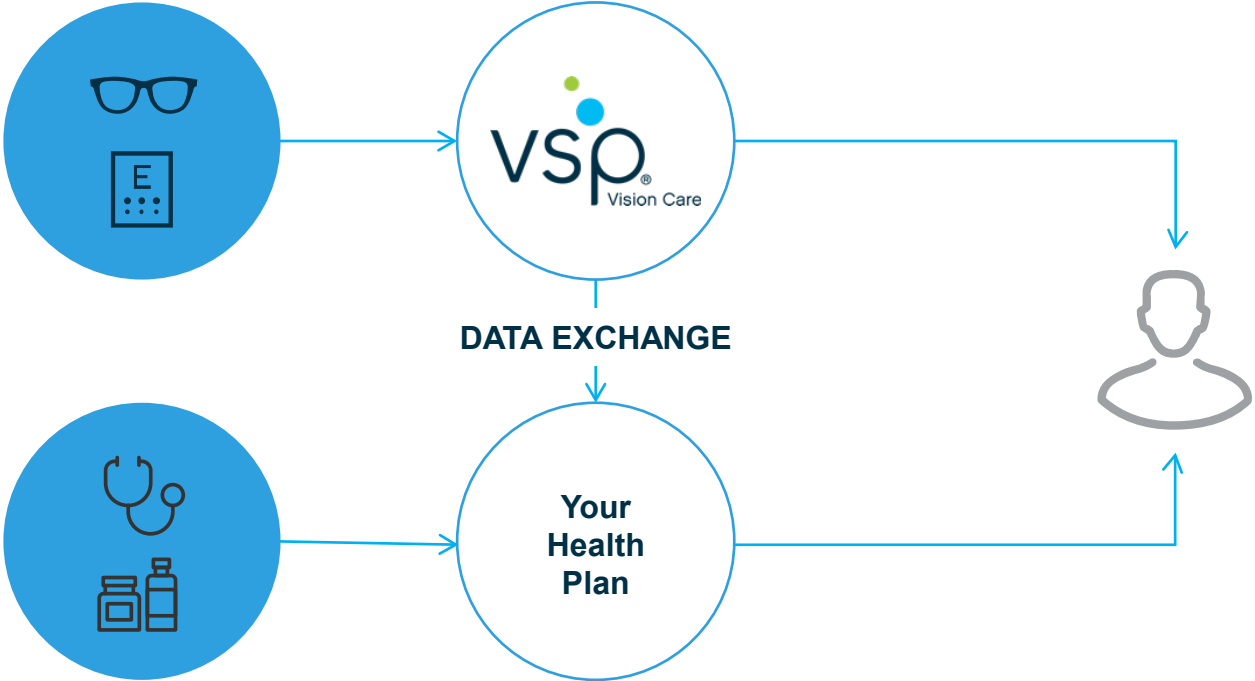 E
vsp®
Vision Care
DATA EXCHANGE
Your
Health
Plan